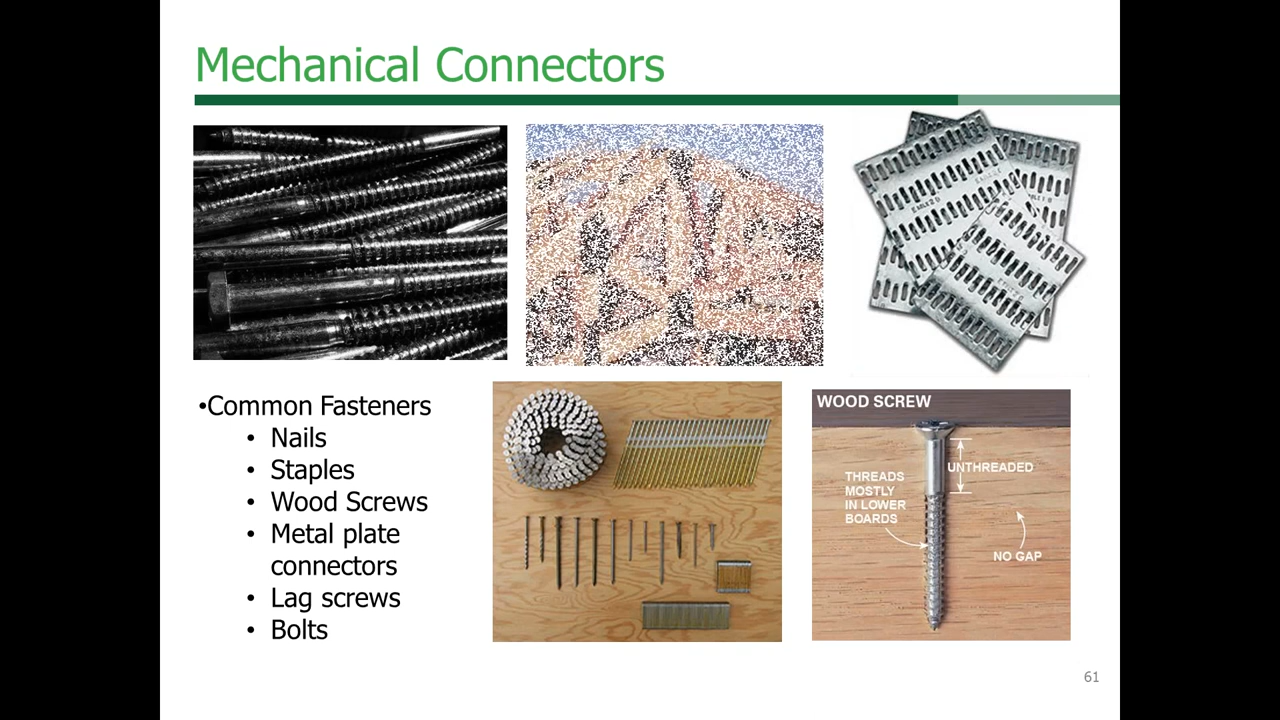 Mechanical Connectors
•Common Fasteners
• Nails
• Staples
• Wood Screws
• Metal plate
connectors
• Lag screws
• Bolts
WOOD SCREW
UNTHREADED
THREADS
MOSTLY
IN LOWER
BOARDS
NO GAP
61